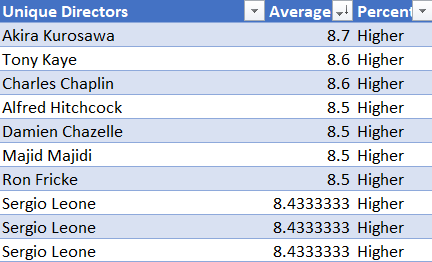 Unique Directors Average Percent
Akira Kurosawa 8.7 Higher
Tony Kaye 8.6 Higher
Charles Chaplin 8.6 Higher
Alfred Hitchcock 8.5 Higher
Damien Chazelle 8.5 Higher
Majid Majidi 8.5 Higher
Ron Fricke 8.5 Higher
Sergio Leone 8.4333333 Higher
Sergio Leone 8.4333333 Higher
Sergio Leone 8.4333333 Higher